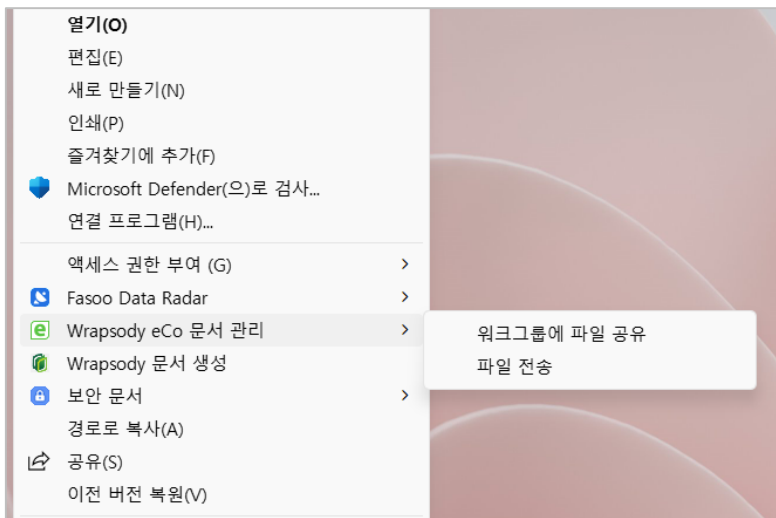 열기(O)
편집(E)
새로 만들기(N)
인쇄(P)
즐겨찾기에 추가(F)
Microsoft Defender(으)로 검사...
연결 프로그램(H)...
액세스 권한 부여 (G)
Fasoo Data Radar
Wrapsody eCo 문서 관리
워크그룹에 파일 공유
파일 전송
Wrapsody 문서 생성
보안 문서
경로로 복사(A)
공유(S)
이전 버전 복원(V)